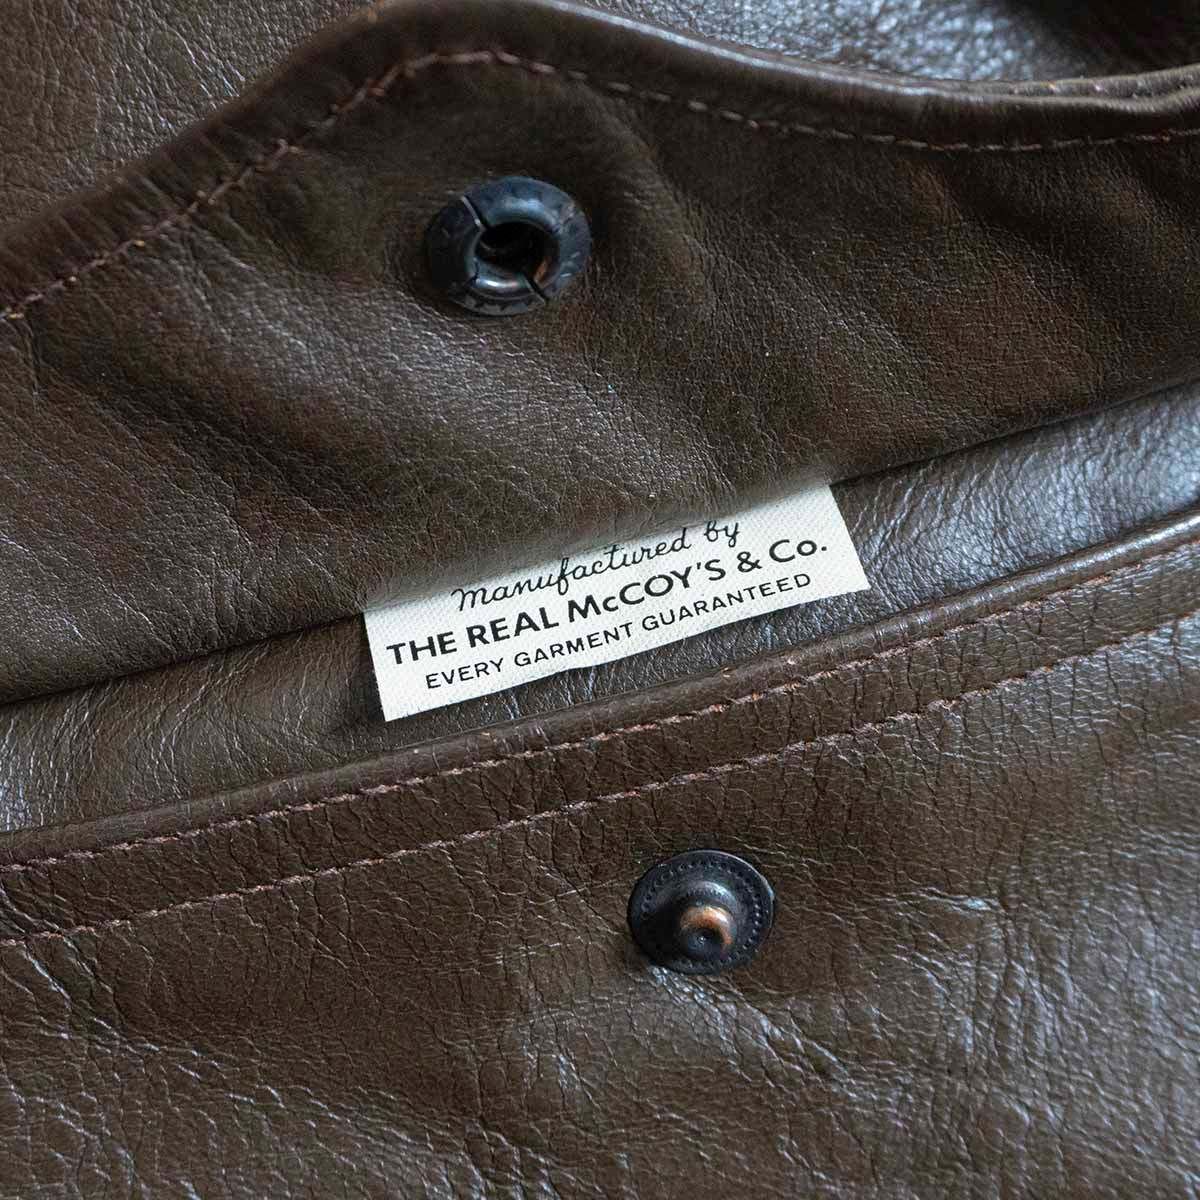 manufactured by
THE REAL McCOY'S & Co.
EVERY GARMENT GUARANTEED